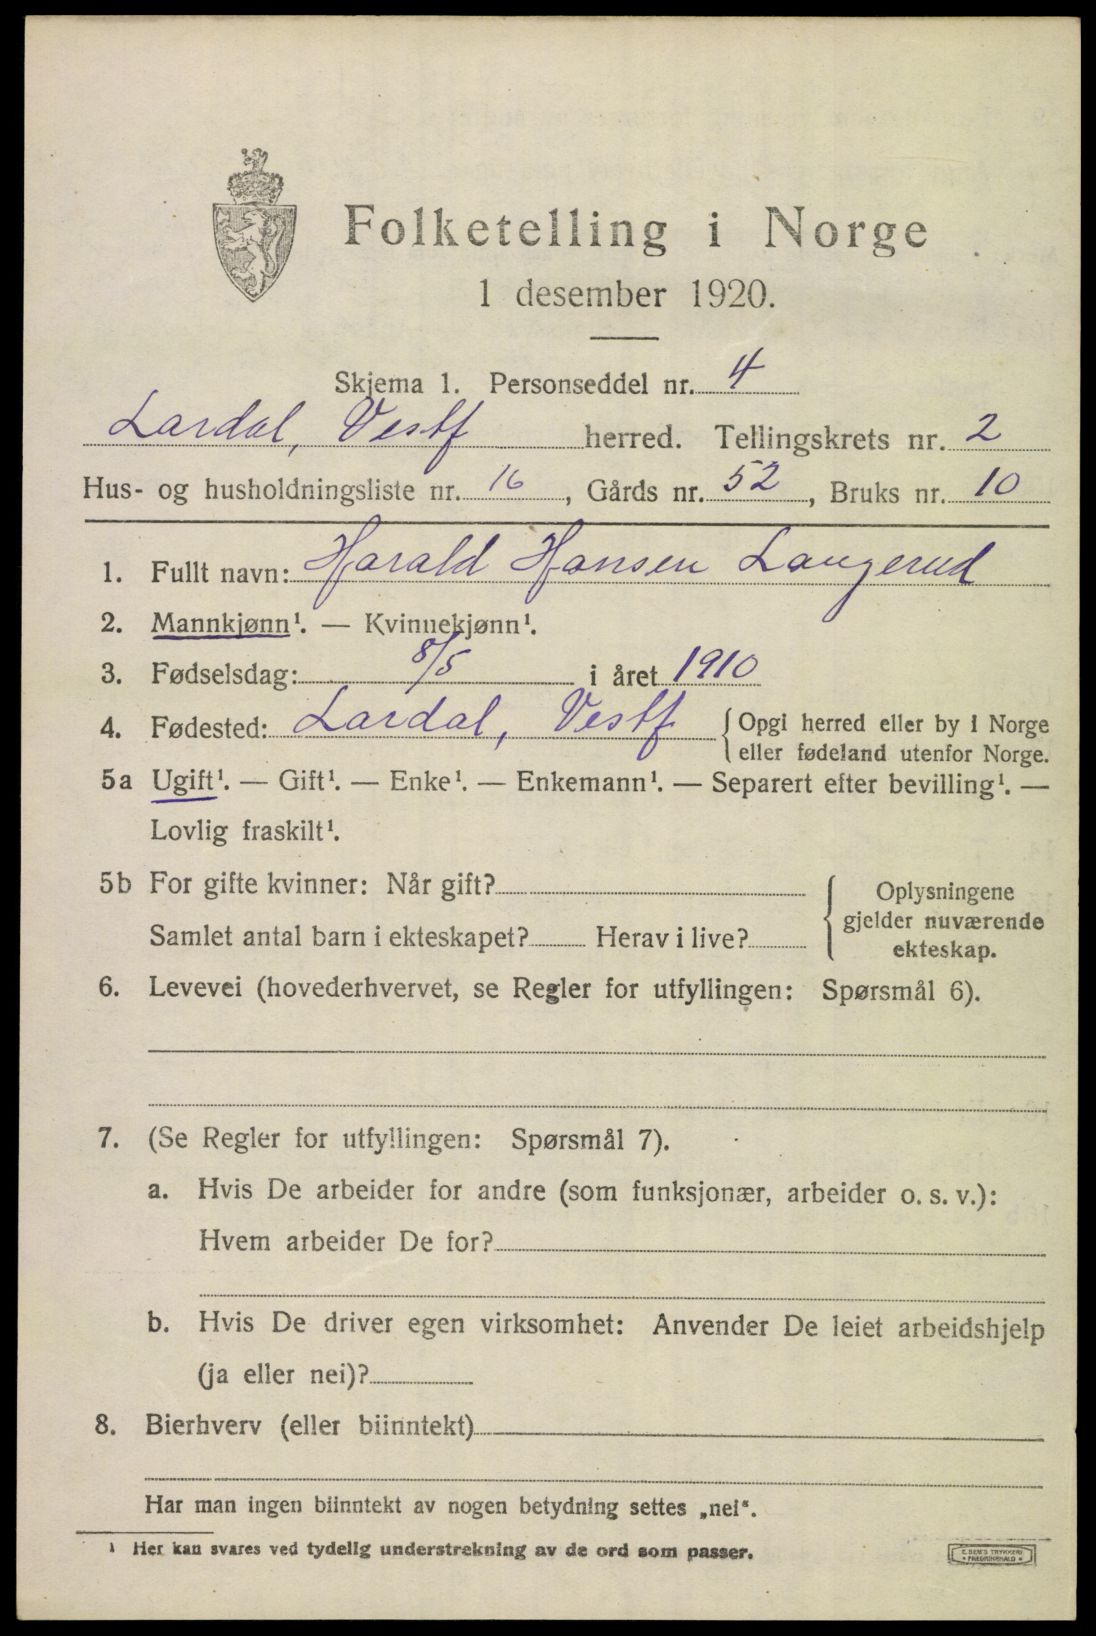 Folketelling i Norge
1 desember 1920.
Skjema 1. Personseddel nr. 4
Lardal, Vestf herred. Tellingskrets nr. 2
Hus- og husholdningsliste nr. 16, Gårds nr. 52, Bruks nr. 10
1. Fullt navn: Harald Hansen Langerud
2. Mannkjønn¹. — Kvinnekjønn¹.
3. Fødselsdag: 8/5 i året 1910
4. Fødested: Lardal, Vestf { Opgi herred eller by i Norge
eller fødeland utenfor Norge.
5a Ugift¹. — Gift¹. — Enke¹. — Enkemann¹. — Separert efter bevilling¹. —
Lovlig fraskilt¹.
5b For gifte kvinner: Når gift?
Samlet antal barn i ekteskapet? Herav i live?
{ Oplysningene
gjelder nuværende
ekteskap.
6. Levevei (hovederhvervet, se Regler for utfyllingen: Spørsmål 6).
7. (Se Regler for utfyllingen: Spørsmål 7).
a. Hvis De arbeider for andre (som funksjonær, arbeider o. s. v.):
Hvem arbeider De for?
b. Hvis De driver egen virksomhet: Anvender De leiet arbeidshjelp
(ja eller nei)?
8. Bierhverv (eller biinntekt)
Har man ingen biinntekt av nogen betydning settes „nei“.
¹ Her kan svares ved tydelig understrekning av de ord som passer.
E. SEM'S TRYKKERI
• FREDRIKSHALD •